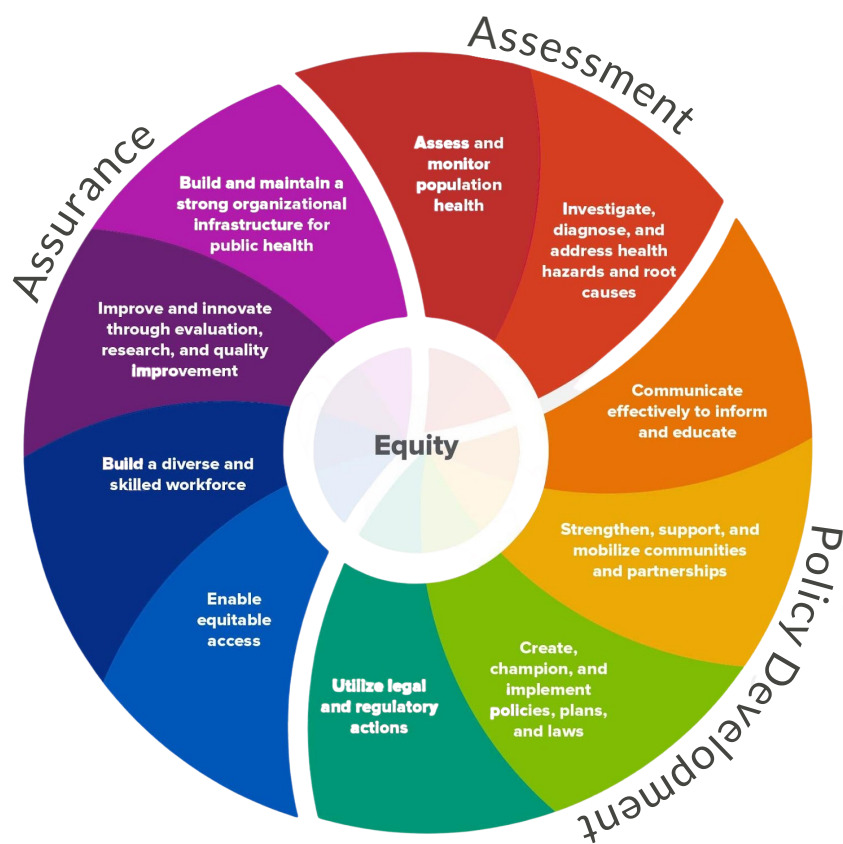 Assessment
Assess and
monitor
population
health
Investigate,
diagnose, and
address health
hazards and root
causes
Policy Development
Communicate
effectively to inform
and educate
Strengthen, support, and
mobilize communities
and partnerships
Create,
champion, and
implement
policies, plans,
and laws
Utilize legal
and regulatory
actions
Assurance
Enable
equitable
access
Build a diverse and
skilled workforce
Improve and innovate
through evaluation,
research, and quality
improvement
Build and maintain a
strong organizational
infrastructure for
public health
Equity